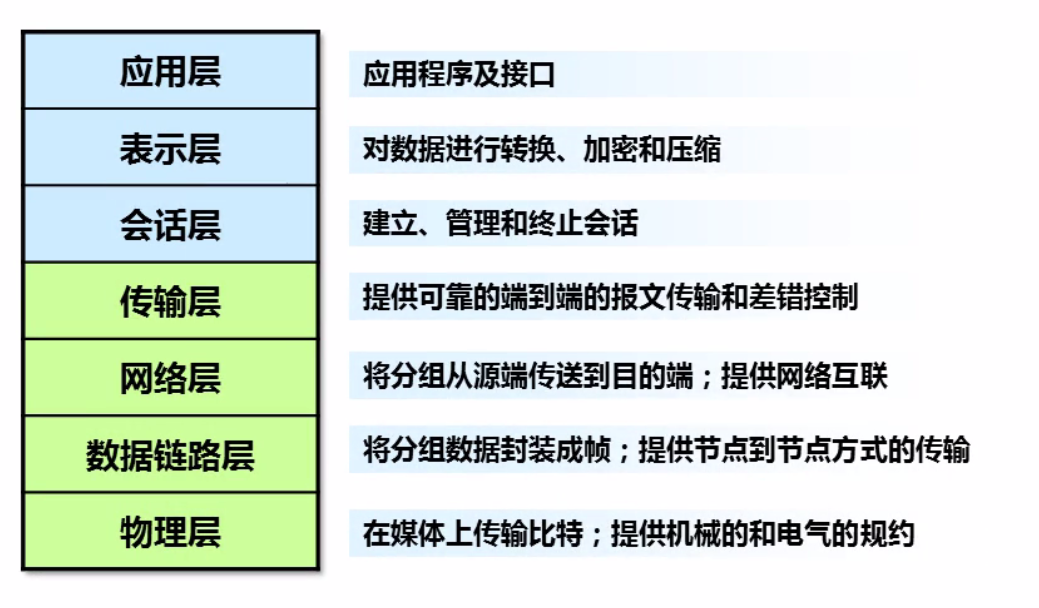 应用层
应用程序及接口
表示层
对数据进行转换、加密和压缩
会话层
建立、管理和终止会话
传输层
提供可靠的端到端的报文传输和差错控制
网络层
将分组从源端传送到目的端；提供网络互联
数据链路层
将分组数据封装成帧；提供节点到节点方式的传输
物理层
在媒体上传输比特；提供机械的和电气的规约